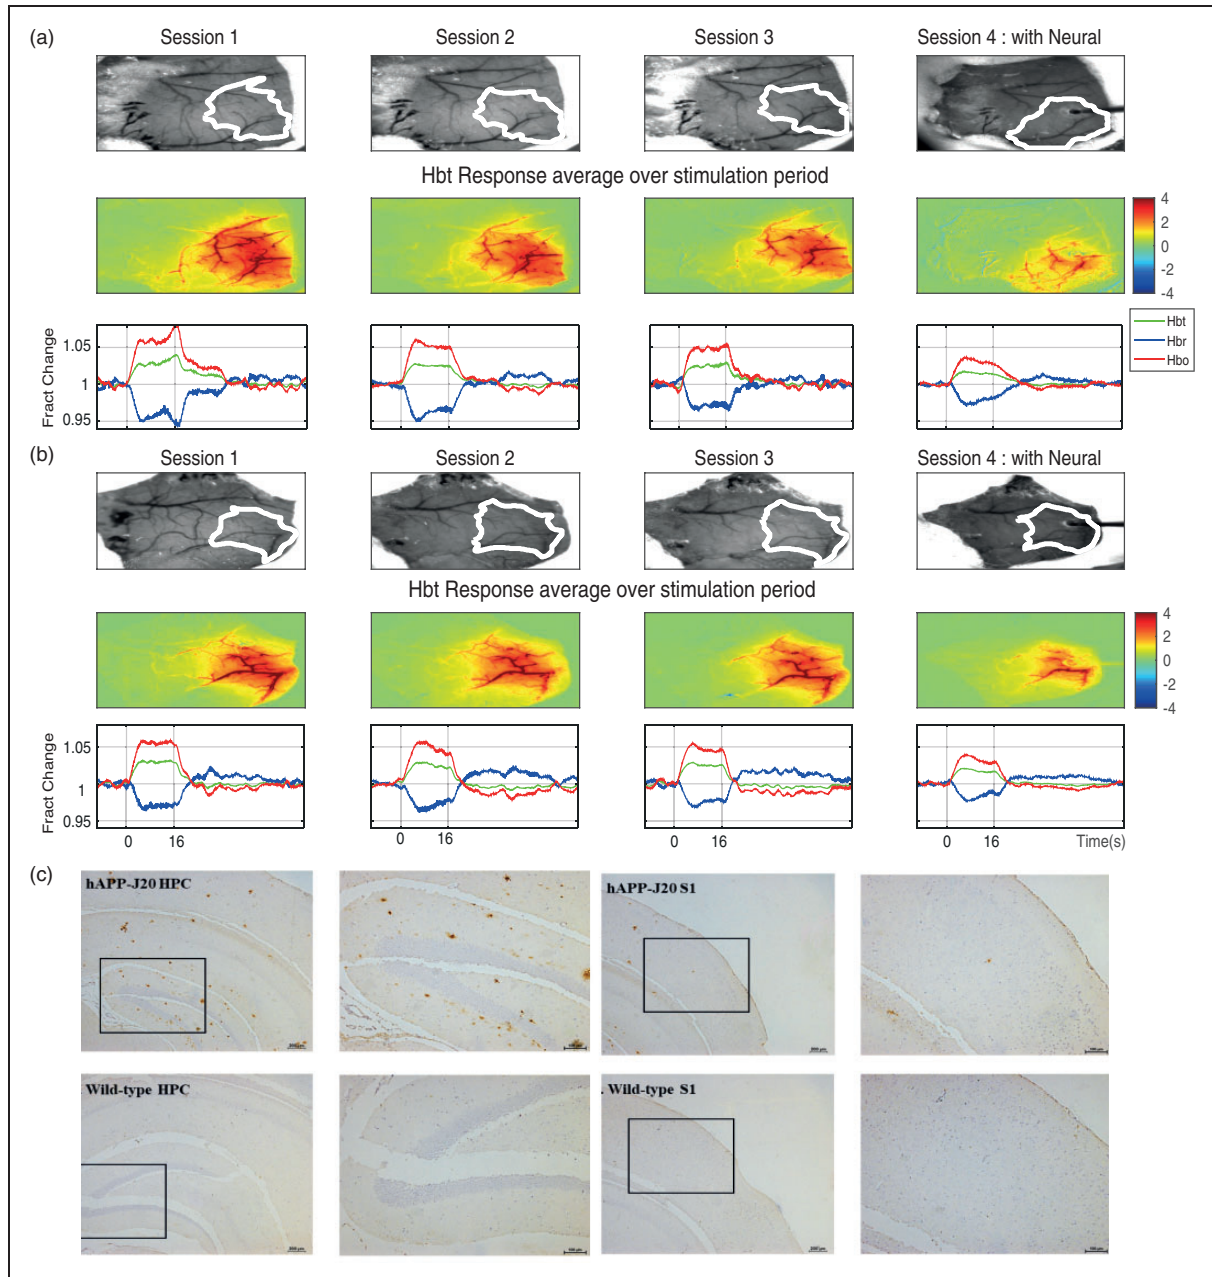 (a)
Session 1
Session 2
Session 3
Session 4 : with Neural
Hbt Response average over stimulation period
4
2
0
-2
-4
Hbt
Hbr
Hbo
Fract Change
1.05
1
0.95
(b)
Session 1
Session 2
Session 3
Session 4 : with Neural
Hbt Response average over stimulation period
4
2
0
-2
-4
Fract Change
1.05
1
0.95
0 16
0 16
0 16
0 16
Time(s)
(c)
hAPP-J20 HPC
hAPP-J20 S1
Wild-type HPC
. Wild-type S1